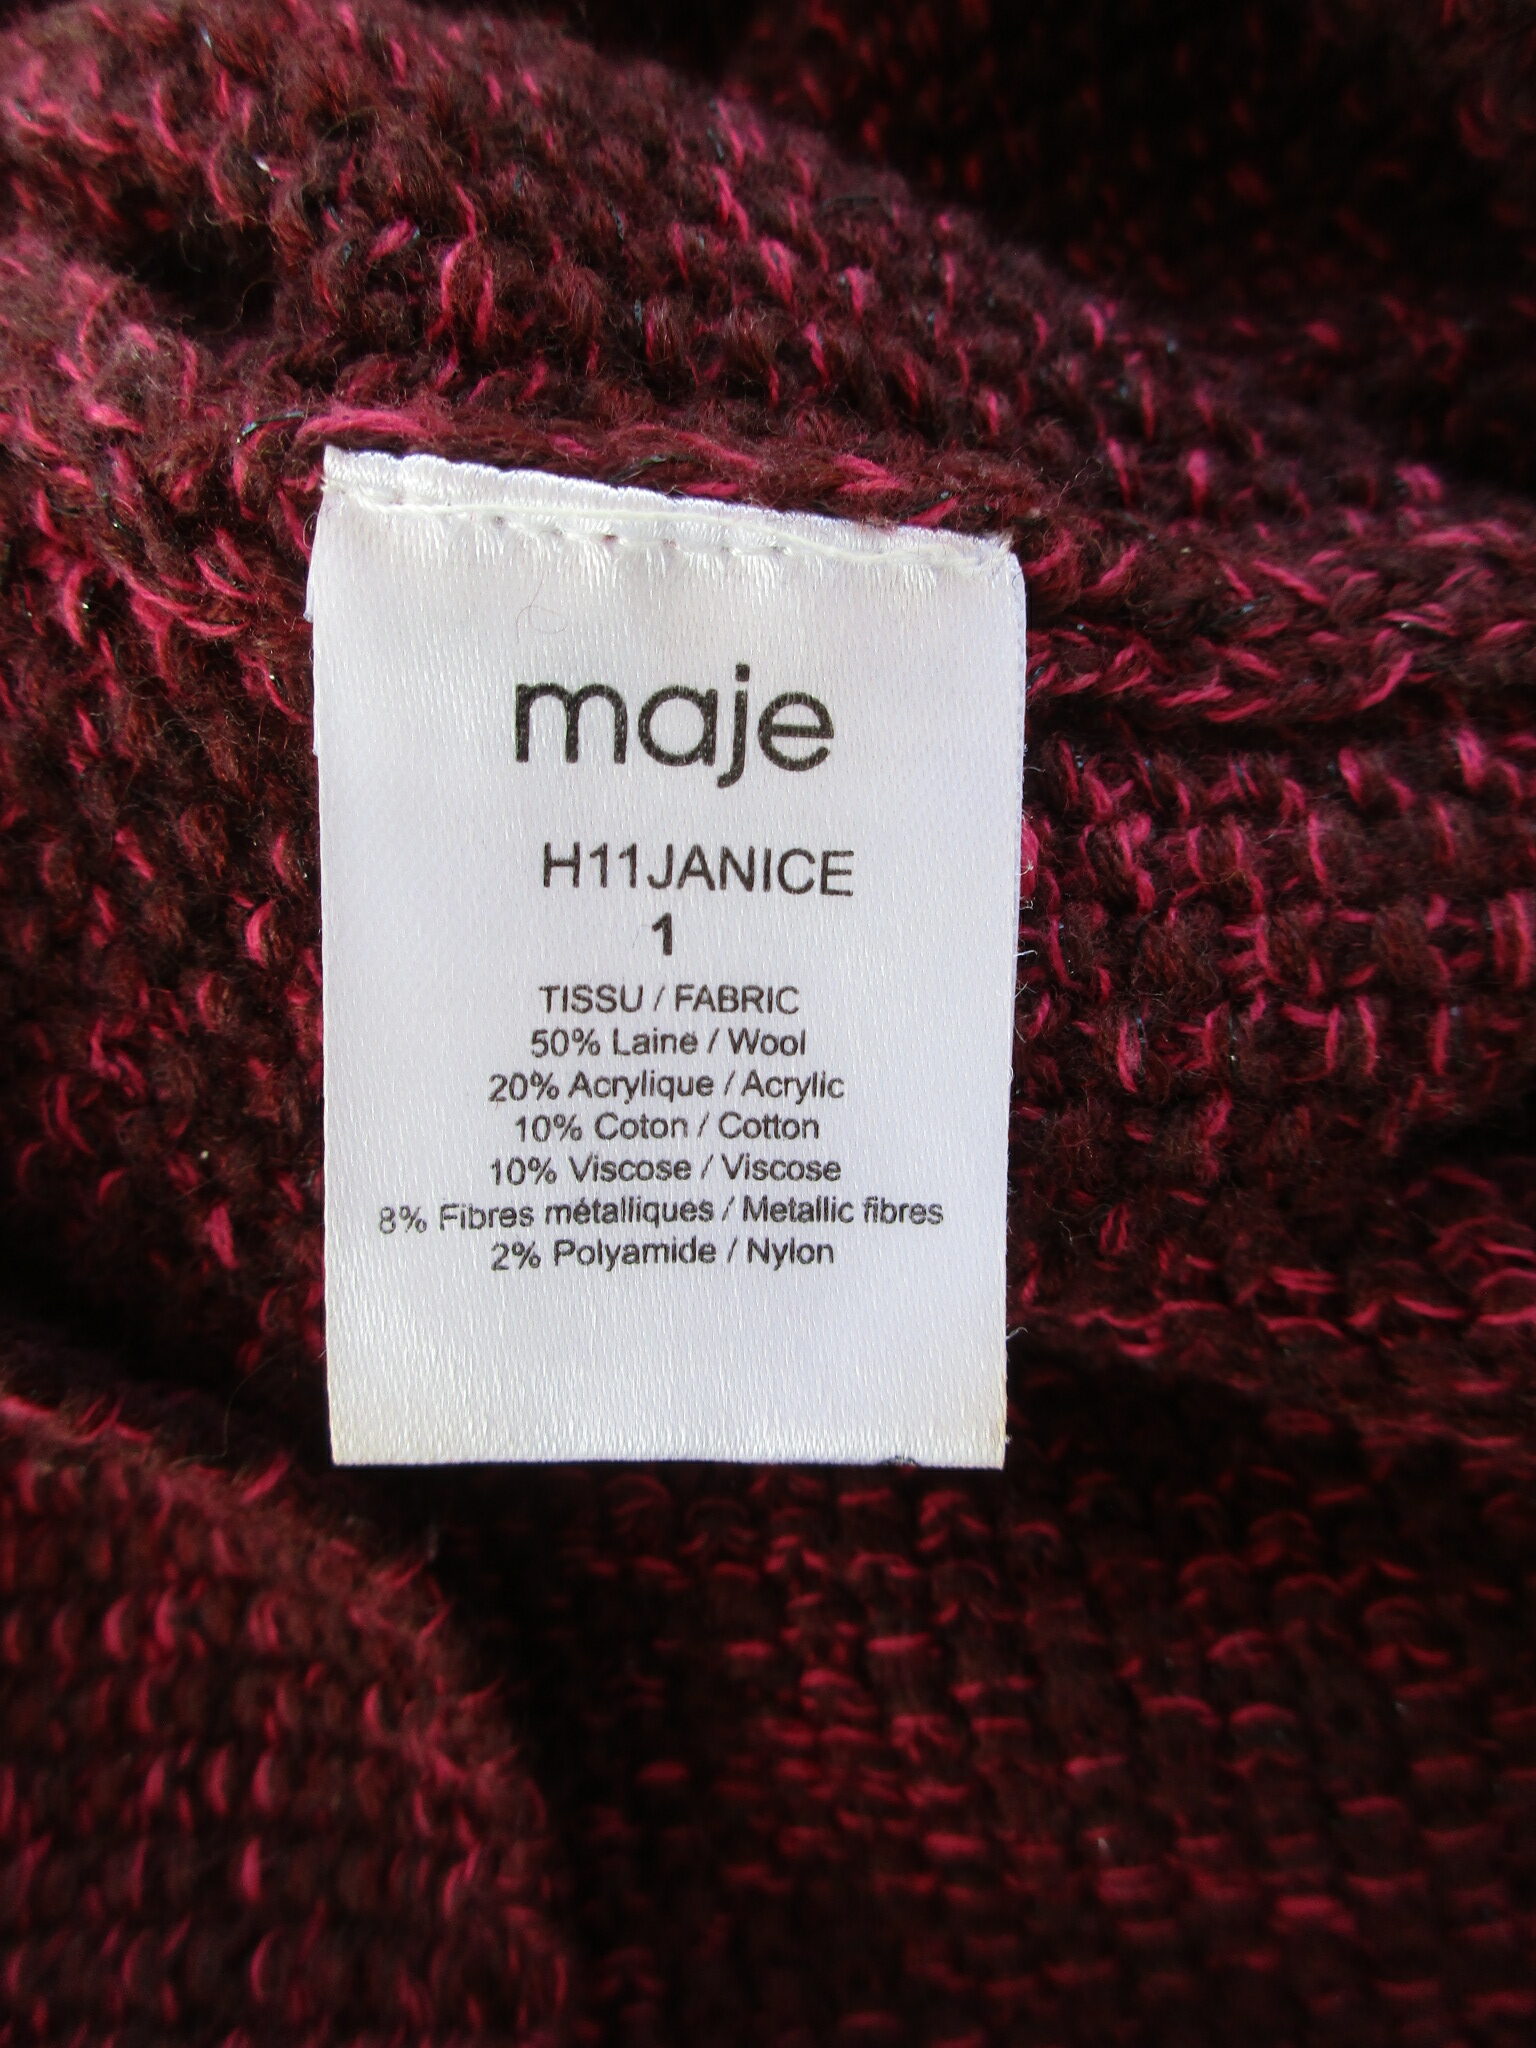 maje
H11JANICE
1
TISSU / FABRIC
50% Laine / Wool
20% Acrylique / Acrylic
10% Coton / Cotton
10% Viscose / Viscose
8% Fibres métalliques / Metallic fibres
2% Polyamide / Nylon